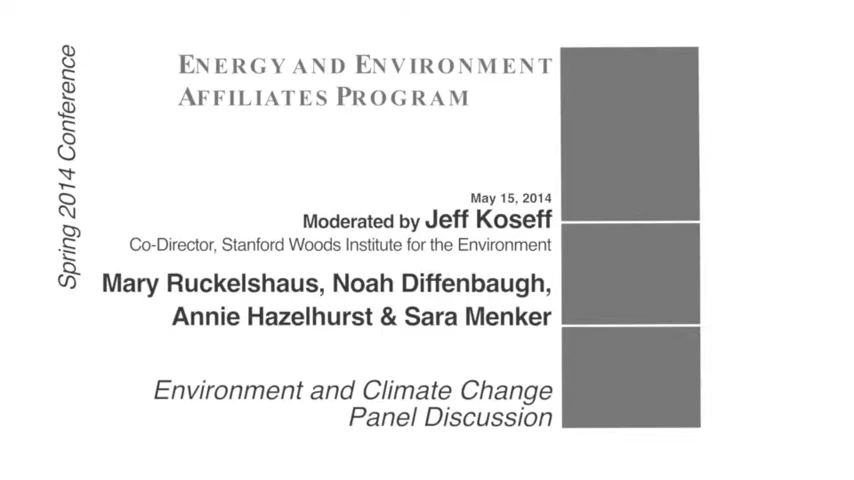 Spring 2014 Conference
ENERGY AND ENVIRONMENT
AFFILIATES PROGRAM
May 15, 2014
Moderated by Jeff Koseff
Co-Director, Stanford Woods Institute for the Environment
Mary Ruckelshaus, Noah Diffenbaugh,
Annie Hazelhurst & Sara Menker
Environment and Climate Change
Panel Discussion